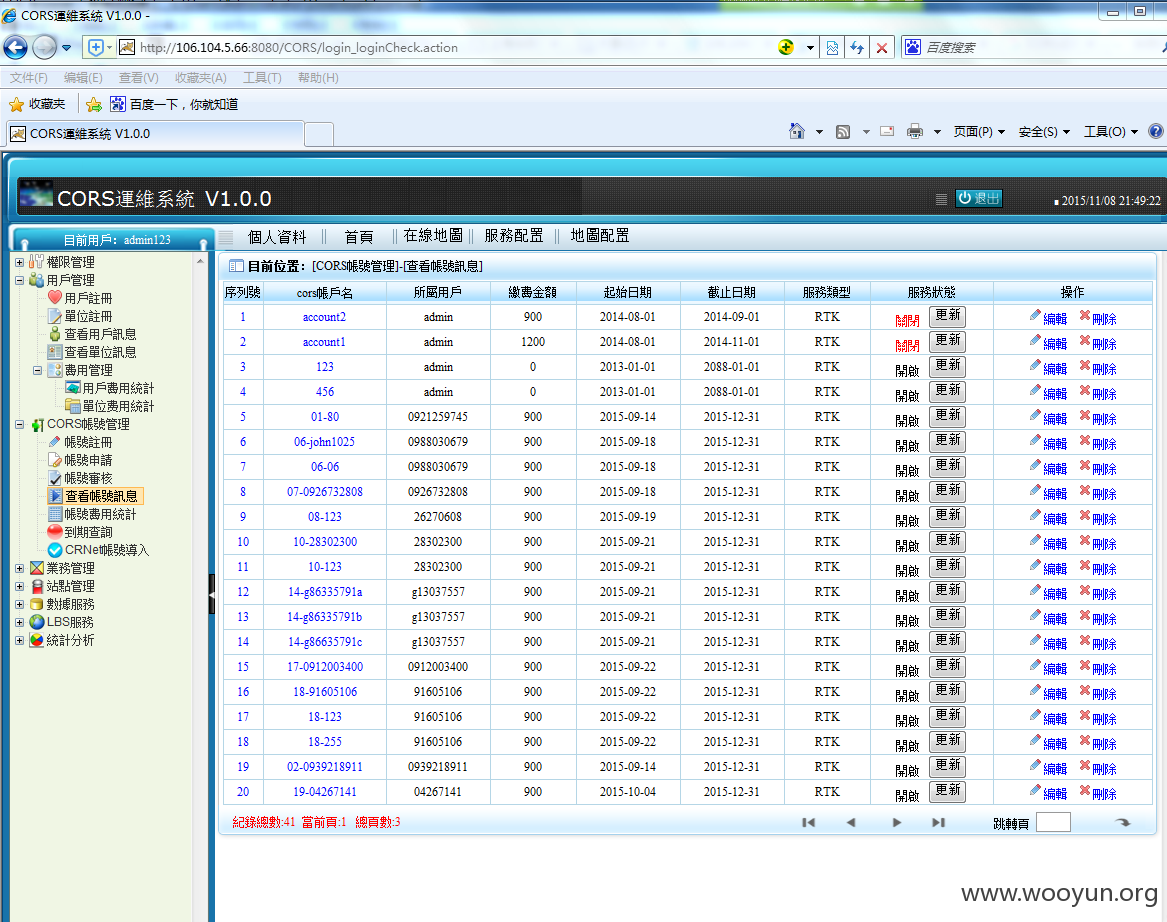 CORS運維系統 V1.0.0 -
http://106.104.5.66:8080/CORS/login_loginCheck.action
百度搜索
文件(F) 编辑(E) 查看(V) 收藏夹(A) 工具(T) 帮助(H)
收藏夹 百度一下，你就知道
CORS運維系統 V1.0.0
页面(P) 安全(S) 工具(O)
CORS運維系統 V1.0.0
退出
2015/11/08 21:49:22
目前用戶：admin123
個人資料 首頁 在線地圖 服務配置 地圖配置
權限管理
用戶管理
用戶註冊
單位註冊
查看用戶訊息
查看單位訊息
費用管理
用戶費用統計
單位費用統計
CORS帳號管理
帳號註冊
帳號申請
帳號審核
查看帳號訊息
帳號費用統計
到期查詢
CRNet帳號導入
業務管理
站點管理
數據服務
LBS服務
統計分析
目前位置：[CORS帳號管理]-[查看帳號訊息]
序列號 cors帳戶名 所屬用戶 繳費金額 起始日期 截止日期 服務類型 服務狀態 操作
1 account2 admin 900 2014-08-01 2014-09-01 RTK 關閉 更新 編輯 刪除
2 account1 admin 1200 2014-08-01 2014-11-01 RTK 關閉 更新 編輯 刪除
3 123 admin 0 2013-01-01 2088-01-01 RTK 開啟 更新 編輯 刪除
4 456 admin 0 2013-01-01 2088-01-01 RTK 開啟 更新 編輯 刪除
5 01-80 0921259745 900 2015-09-14 2015-12-31 RTK 開啟 更新 編輯 刪除
6 06-john1025 0988030679 900 2015-09-18 2015-12-31 RTK 開啟 更新 編輯 刪除
7 06-06 0988030679 900 2015-09-18 2015-12-31 RTK 開啟 更新 編輯 刪除
8 07-0926732808 0926732808 900 2015-09-18 2015-12-31 RTK 開啟 更新 編輯 刪除
9 08-123 26270608 900 2015-09-19 2015-12-31 RTK 開啟 更新 編輯 刪除
10 10-28302300 28302300 900 2015-09-21 2015-12-31 RTK 開啟 更新 編輯 刪除
11 10-123 28302300 900 2015-09-21 2015-12-31 RTK 開啟 更新 編輯 刪除
12 14-g86335791a g13037557 900 2015-09-21 2015-12-31 RTK 開啟 更新 編輯 刪除
13 14-g86335791b g13037557 900 2015-09-21 2015-12-31 RTK 開啟 更新 編輯 刪除
14 14-g86635791c g13037557 900 2015-09-21 2015-12-31 RTK 開啟 更新 編輯 刪除
15 17-0912003400 0912003400 900 2015-09-22 2015-12-31 RTK 開啟 更新 編輯 刪除
16 18-91605106 91605106 900 2015-09-22 2015-12-31 RTK 開啟 更新 編輯 刪除
17 18-123 91605106 900 2015-09-22 2015-12-31 RTK 開啟 更新 編輯 刪除
18 18-255 91605106 900 2015-09-22 2015-12-31 RTK 開啟 更新 編輯 刪除
19 02-0939218911 0939218911 900 2015-09-14 2015-12-31 RTK 開啟 更新 編輯 刪除
20 19-04267141 04267141 900 2015-10-04 2015-12-31 RTK 開啟 更新 編輯 刪除
紀錄總數:41 當前頁:1 總頁數:3
跳轉頁
www.wooyun.org